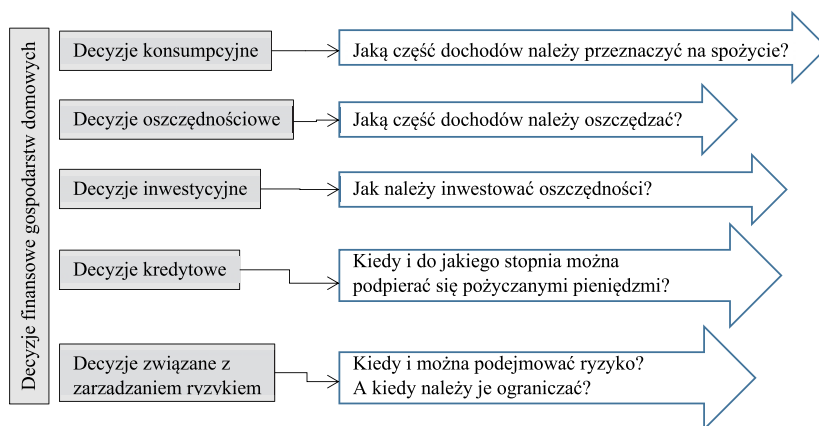 Decyzje finansowe gospodarstw domowych
Decyzje konsumpcyjne
Jaką część dochodów należy przeznaczyć na spożycie?
Decyzje oszczędnościowe
Jaką część dochodów należy oszczędzać?
Decyzje inwestycyjne
Jak należy inwestować oszczędności?
Decyzje kredytowe
Kiedy i do jakiego stopnia można
podpierać się pożyczanymi pieniędzmi?
Decyzje związane z
zarządzaniem ryzykiem
Kiedy i można podejmować ryzyko?
A kiedy należy je ograniczać?